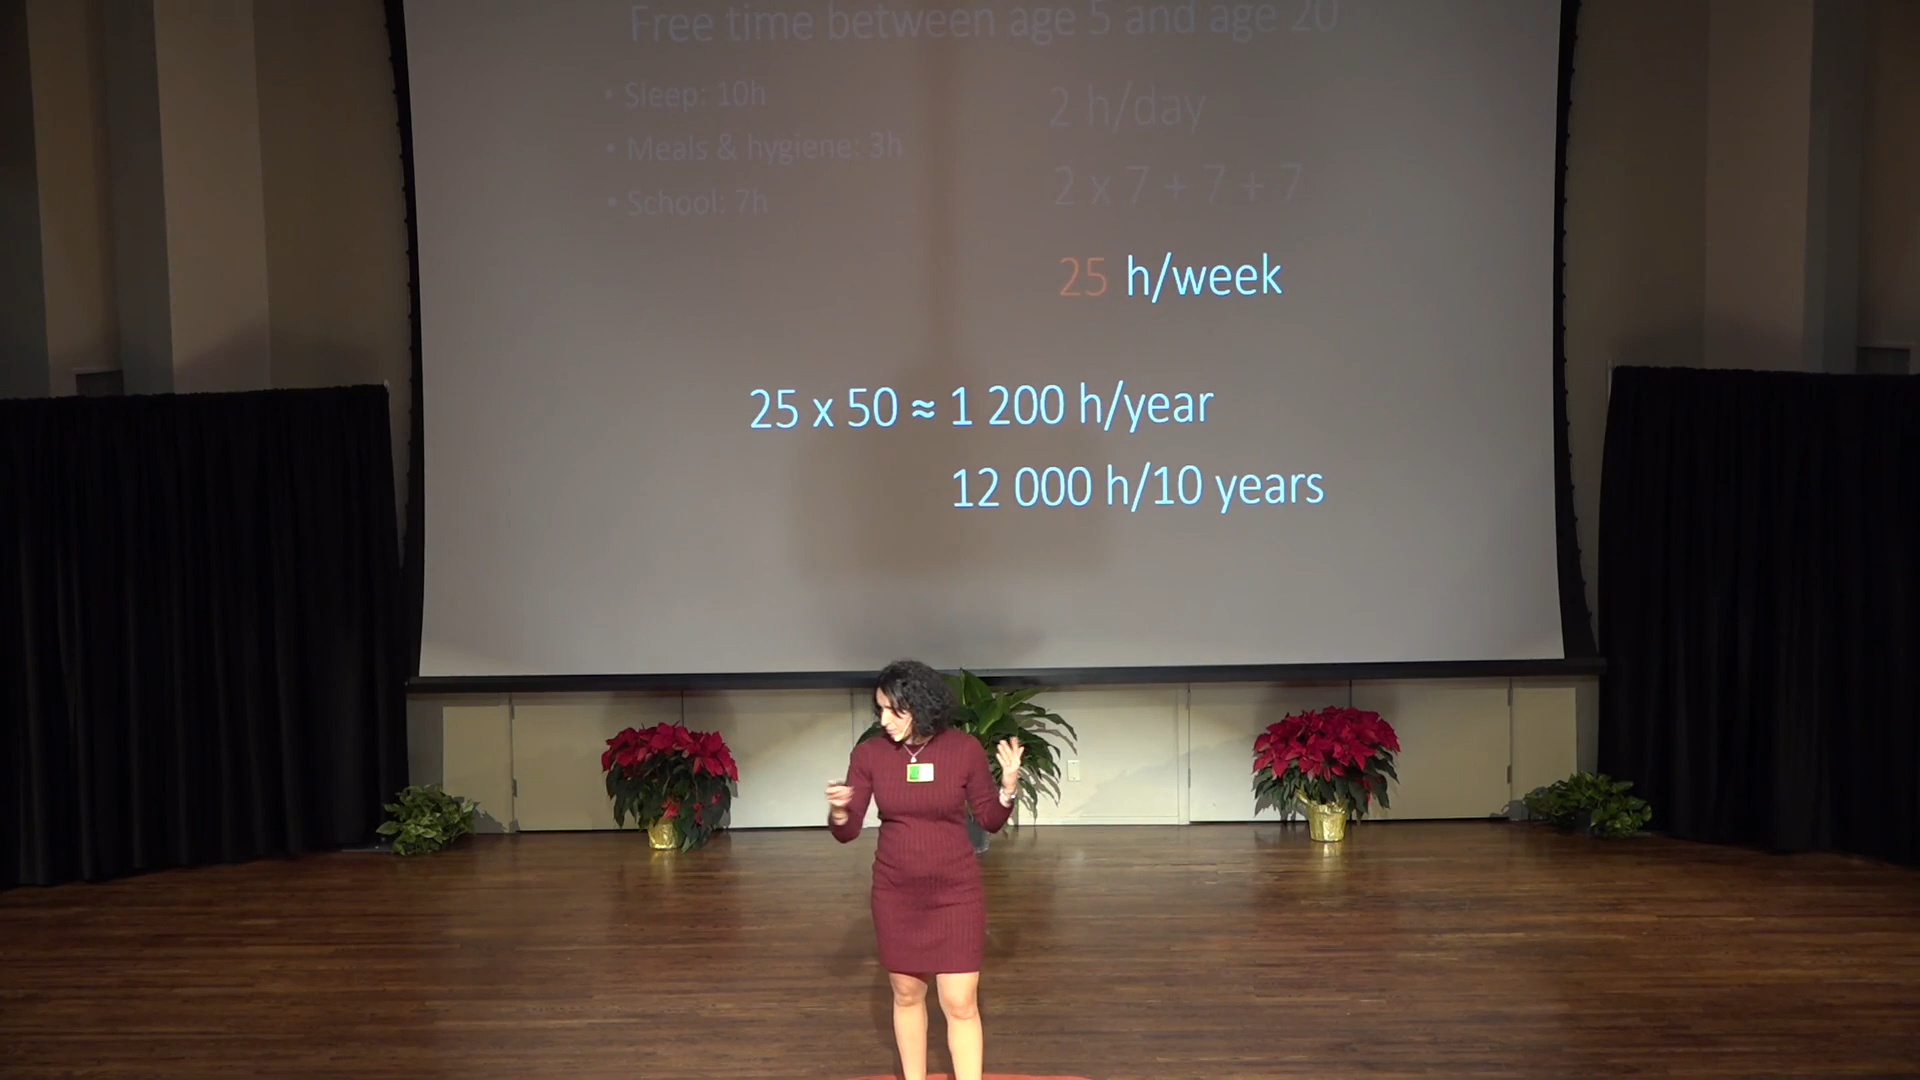 Free time between age 5 and age 20
• Sleep: 10h
• Meals & hygiene: 3h
• School: 7h
2 h/day
2 x 7 + 7 + 7
25 h/week
25 x 50 ≈ 1 200 h/year
12 000 h/10 years